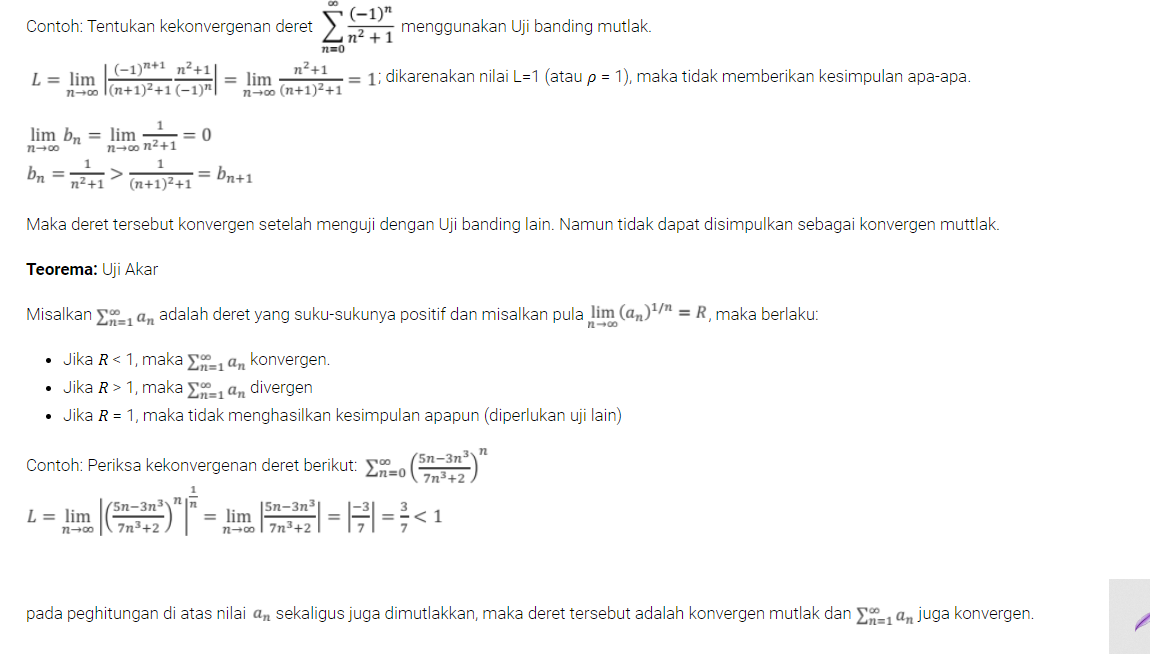 Contoh: Tentukan kekonvergenan deret $\sum_{n=0}^{\infty} \frac{(-1)^n}{n^2+1}$ menggunakan Uji banding mutlak.
$L = \lim_{n\to\infty} \left|\frac{(-1)^{n+1}}{(n+1)^2+1} \frac{n^2+1}{(-1)^n}\right| = \lim_{n\to\infty} \frac{n^2+1}{(n+1)^2+1} = 1$; dikarenakan nilai L=1 (atau $\rho$ = 1), maka tidak memberikan kesimpulan apa-apa.
$\lim_{n\to\infty} b_n = \lim_{n\to\infty} \frac{1}{n^2+1} = 0$
$b_n = \frac{1}{n^2+1} > \frac{1}{(n+1)^2+1} = b_{n+1}$
Maka deret tersebut konvergen setelah menguji dengan Uji banding lain. Namun tidak dapat disimpulkan sebagai konvergen muttlak.
Teorema: Uji Akar
Misalkan $\sum_{n=1}^{\infty} a_n$ adalah deret yang suku-sukunya positif dan misalkan pula $\lim_{n\to\infty} (a_n)^{1/n} = R$, maka berlaku:
• Jika $R$ < 1, maka $\sum_{n=1}^{\infty} a_n$ konvergen.
• Jika $R$ > 1, maka $\sum_{n=1}^{\infty} a_n$ divergen
• Jika $R$ = 1, maka tidak menghasilkan kesimpulan apapun (diperlukan uji lain)
Contoh: Periksa kekonvergenan deret berikut: $\sum_{n=0}^{\infty} \left(\frac{5n-3n^3}{7n^3+2}\right)^n$
$L = \lim_{n\to\infty} \left|\left(\frac{5n-3n^3}{7n^3+2}\right)^n\right|^{\frac{1}{n}} = \lim_{n\to\infty} \left|\frac{5n-3n^3}{7n^3+2}\right| = \left|\frac{-3}{7}\right| = \frac{3}{7} < 1$
pada peghitungan di atas nilai $a_n$ sekaligus juga dimutlakkan, maka deret tersebut adalah konvergen mutlak dan $\sum_{n=1}^{\infty} a_n$ juga konvergen.